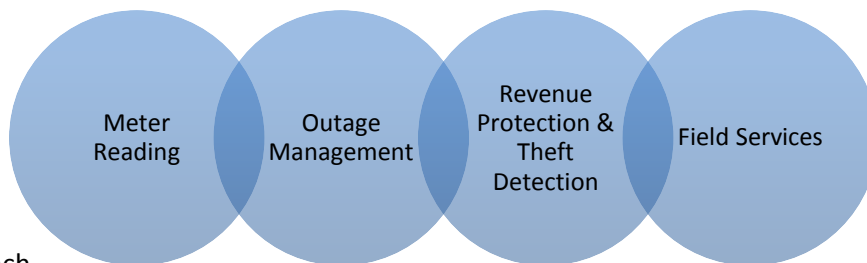 Meter
Reading
Outage
Management
Revenue
Protection &
Theft
Detection
Field Services